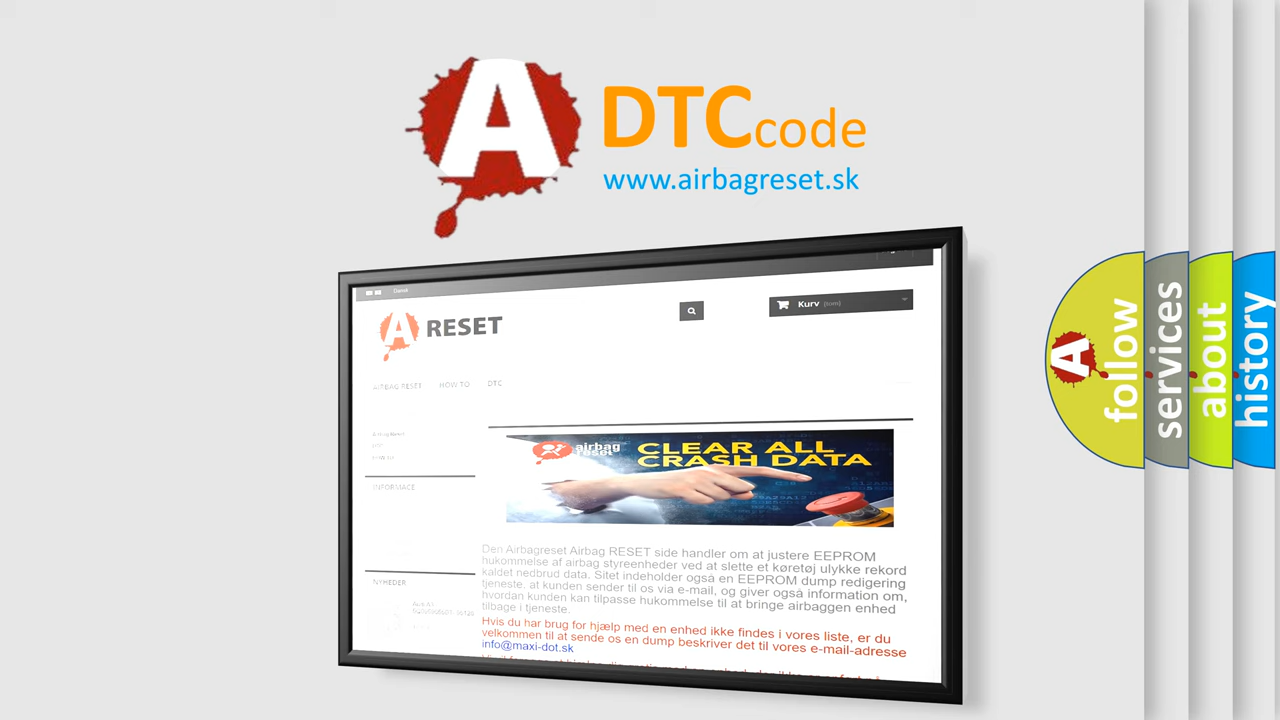 A DTCcode
www.airbagreset.sk
Dansk
Kurv (tom)
A RESET
AIRBAG RESET HOW TO DTC
INFORMACE
NYHEDER
airbag
reset
CLEAR ALL
CRASH DATA
Den Airbagreset Airbag RESET side handler om at justere EEPROM
hukommelse af airbag styreenheder ved at slette et køretøj ulykke rekord
kaldet nedbrud data. Sitet indeholder også en EEPROM dump redigering
tjeneste, at kunden sender til os via e-mail, og giver også information om,
hvordan kunden kan tilpasse hukommelse til at bringe airbaggen enhed
tilbage i tjeneste.
Hvis du har brug for hjælp med en enhed ikke findes i vores liste, er du
velkommen til at sende os en dump beskriver det til vores e-mail-adresse
info@maxi-dot.sk
A
follow
services
about
history